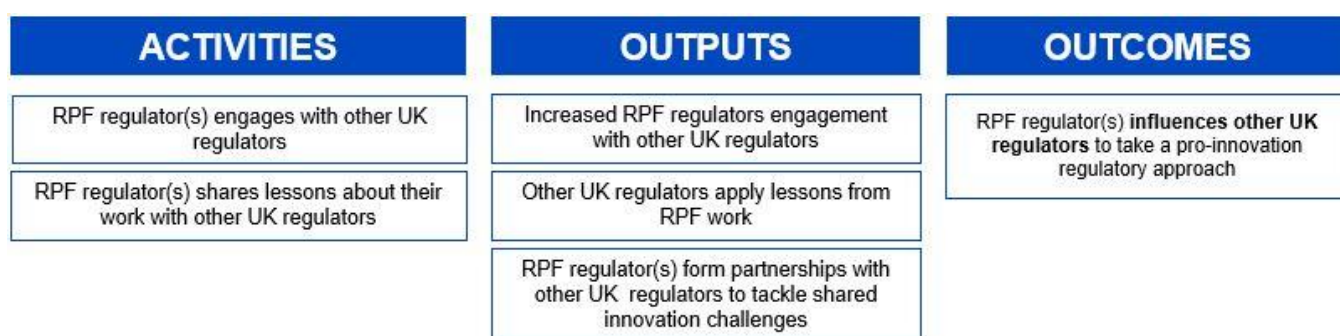 ACTIVITIES
RPF regulator(s) engages with other UK
regulators
RPF regulator(s) shares lessons about their
work with other UK regulators
OUTPUTS
Increased RPF regulators engagement
with other UK regulators
Other UK regulators apply lessons from
RPF work
RPF regulator(s) form partnerships with
other UK regulators to tackle shared
innovation challenges
OUTCOMES
RPF regulator(s) influences other UK
regulators to take a pro-innovation
regulatory approach